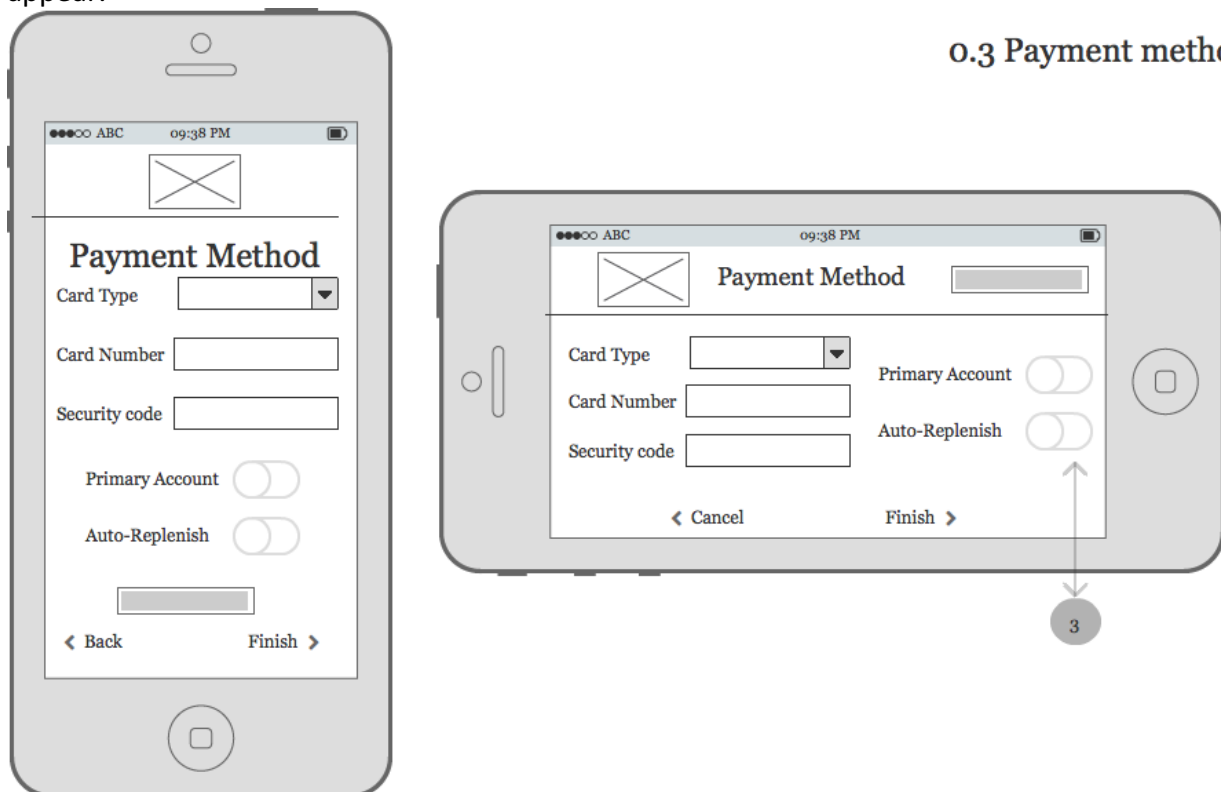 appear.
0.3 Payment metho
●●●○○ ABC 09:38 PM
Payment Method
Card Type
Card Number
Security code
Primary Account
Auto-Replenish
Back Finish
●●●○○ ABC 09:38 PM
Payment Method
Card Type
Card Number
Security code
Primary Account
Auto-Replenish
Cancel Finish
3